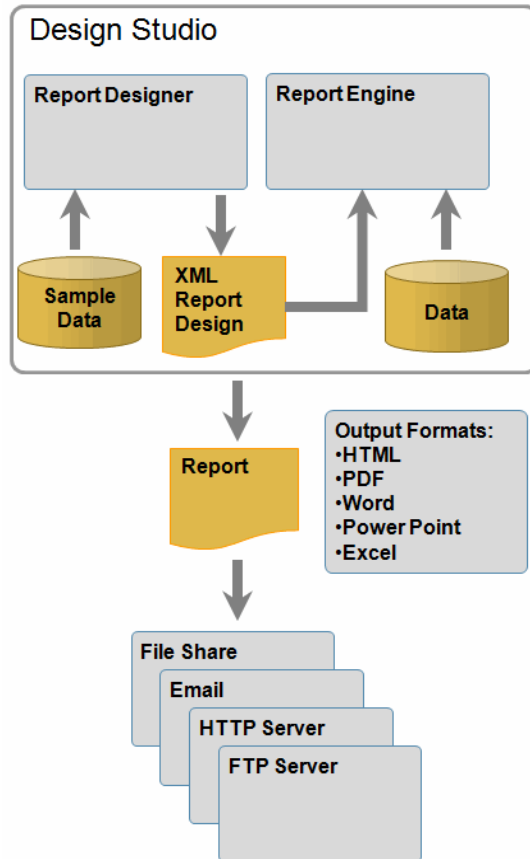 Design Studio
Report Designer
Report Engine
Sample
Data
XML
Report
Design
Data
Report
Output Formats:
•HTML
•PDF
•Word
•Power Point
•Excel
File Share
Email
HTTP Server
FTP Server